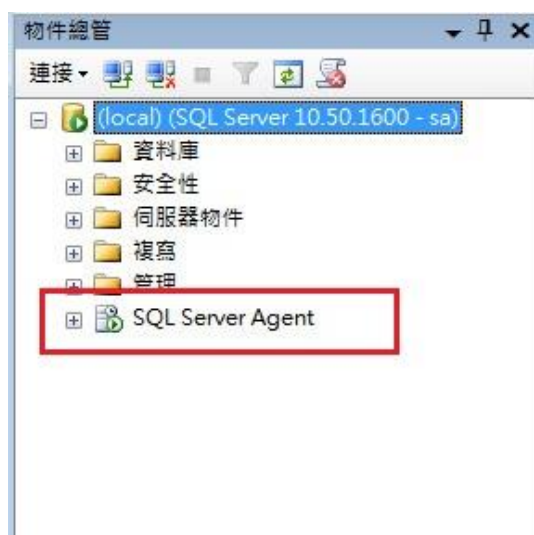 物件總管
連接
(local) (SQL Server 10.50.1600 - sa)
資料庫
安全性
伺服器物件
複寫
管理
SQL Server Agent